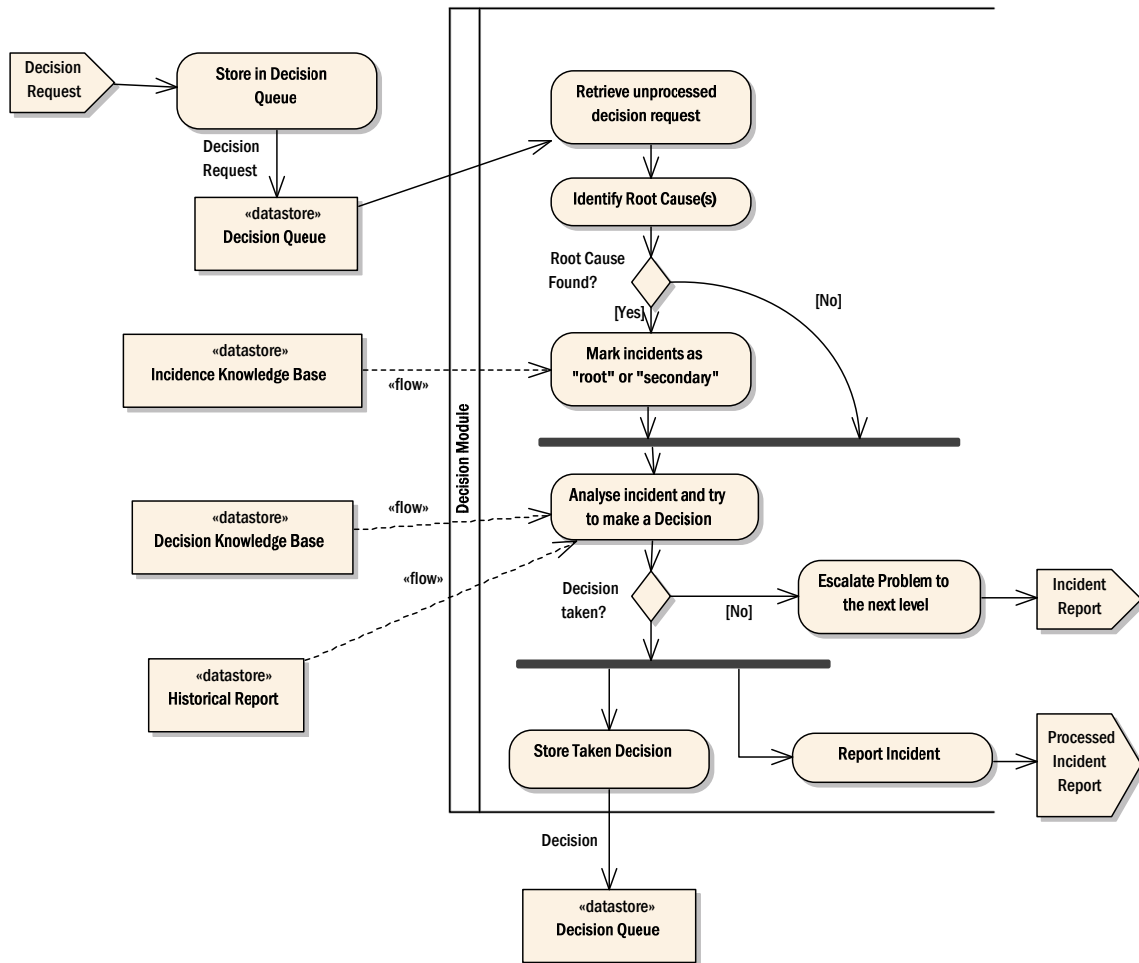 Decision
Request
Store in Decision
Queue
Decision
Request
«datastore»
Decision Queue
Decision Module
Retrieve unprocessed
decision request
Identify Root Cause(s)
Root Cause
Found?
[No]
[Yes]
Mark incidents as
"root" or "secondary"
«datastore»
Incidence Knowledge Base
«flow»
Analyse incident and try
to make a Decision
«datastore»
Decision Knowledge Base
«flow»
«flow»
Decision
taken?
[No]
Escalate Problem to
the next level
Incident
Report
«datastore»
Historical Report
Store Taken Decision
Report Incident
Processed
Incident
Report
Decision
«datastore»
Decision Queue